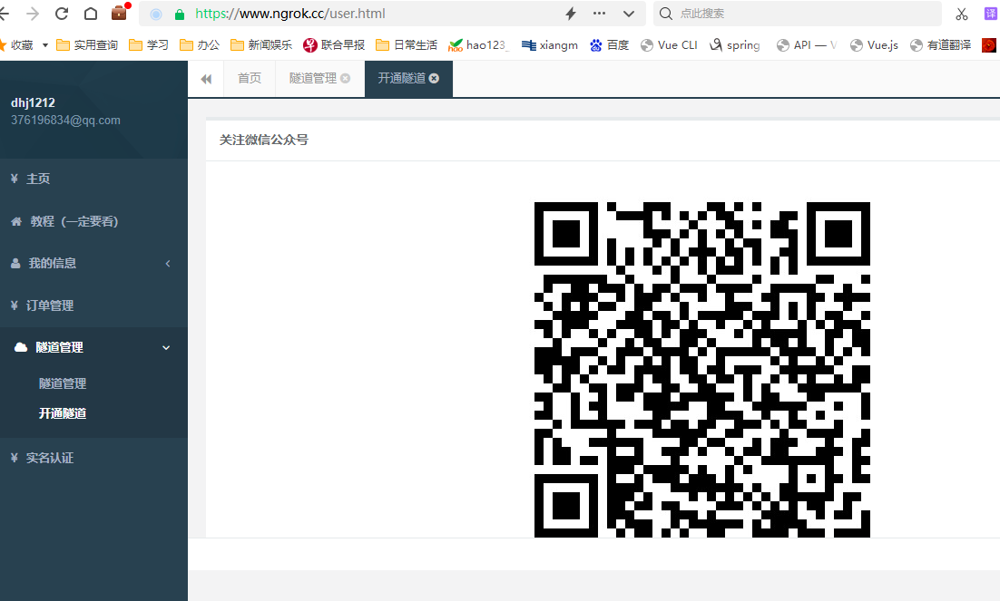 https://www.ngrok.cc/user.html
点此搜索
译
收藏 实用查询 学习 办公 新闻娱乐 早 联合早报 日常生活 hao hao123_ xiangm 百度 Vue CLI spring API — V Vue.js 有道翻译
dhj1212
376196834@qq.com
首页 隧道管理 开通隧道
关注微信公众号
¥ 主页
教程（一定要看)
我的信息
¥ 订单管理
隧道管理
隧道管理
开通隧道
¥ 实名认证